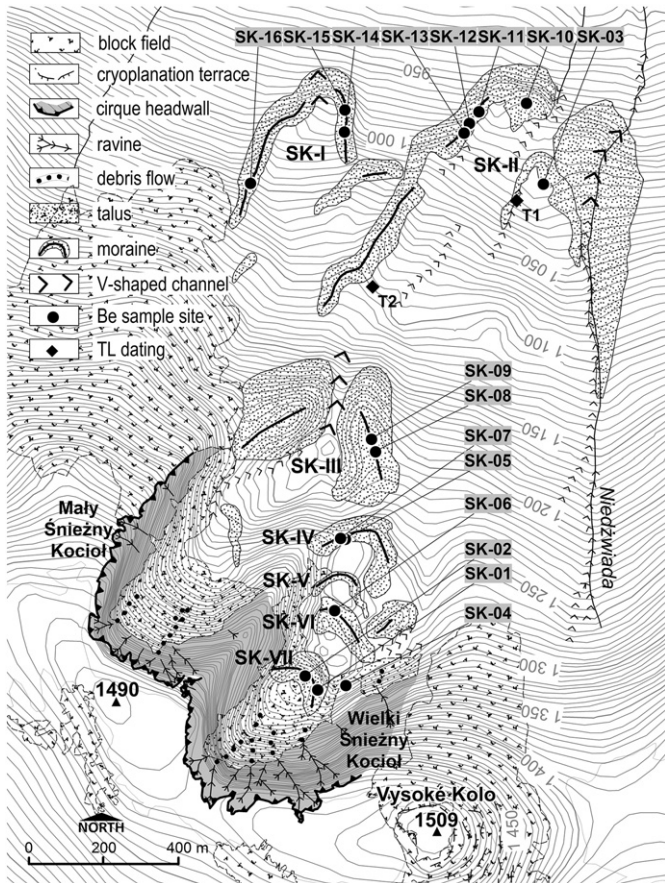 block field
cryoplanation terrace
cirque headwall
ravine
debris flow
talus
moraine
V-shaped channel
Be sample site
TL dating
SK-16 SK-15 SK-14 SK-13 SK-12 SK-11 SK-10 SK-03
950
1 000
SK-I
SK-II
T1
1 050
T2
1 100
SK-09
SK-08
1 150
SK-07
SK-III
SK-05
Mały
Śnieżny
Kocioł
1 200
SK-06
Niedźwiada
SK-IV
SK-02
SK-V
SK-01
1 250
SK-VI
SK-04
SK-VII
1 300
1490
1 350
Wielki
Śnieżny
Kocioł
1 400
Vysoké Kolo
1509
1 450
NORTH
0 200 400 m